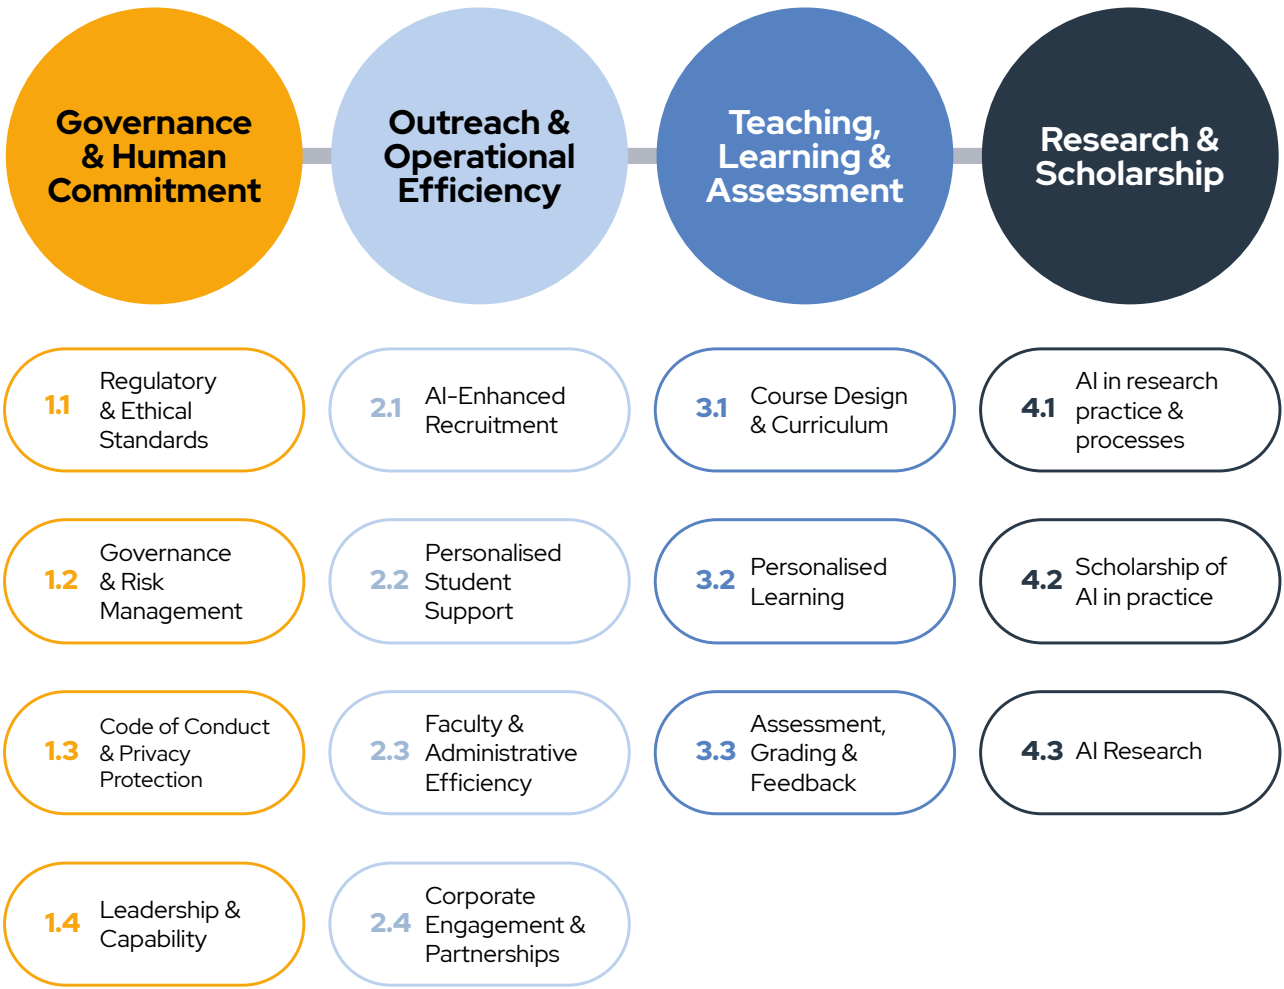 Governance
& Human
Commitment
Outreach &
Operational
Efficiency
Teaching,
Learning &
Assessment
Research &
Scholarship
1.1 Regulatory
& Ethical
Standards
1.2 Governance
& Risk
Management
1.3 Code of Conduct
& Privacy
Protection
1.4 Leadership &
Capability
2.1 AI-Enhanced
Recruitment
2.2 Personalised
Student
Support
2.3 Faculty &
Administrative
Efficiency
2.4 Corporate
Engagement &
Partnerships
3.1 Course Design
& Curriculum
3.2 Personalised
Learning
3.3 Assessment,
Grading &
Feedback
4.1 AI in research
practice &
processes
4.2 Scholarship of
AI in practice
4.3 AI Research